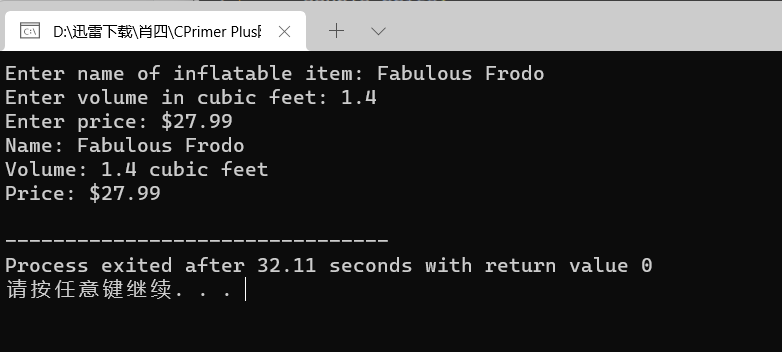 D:\迅雷下载\肖四\CPrimer Plus
Enter name of inflatable item: Fabulous Frodo
Enter volume in cubic feet: 1.4
Enter price: $27.99
Name: Fabulous Frodo
Volume: 1.4 cubic feet
Price: $27.99
--------------------------------
Process exited after 32.11 seconds with return value 0
请按任意键继续. . .